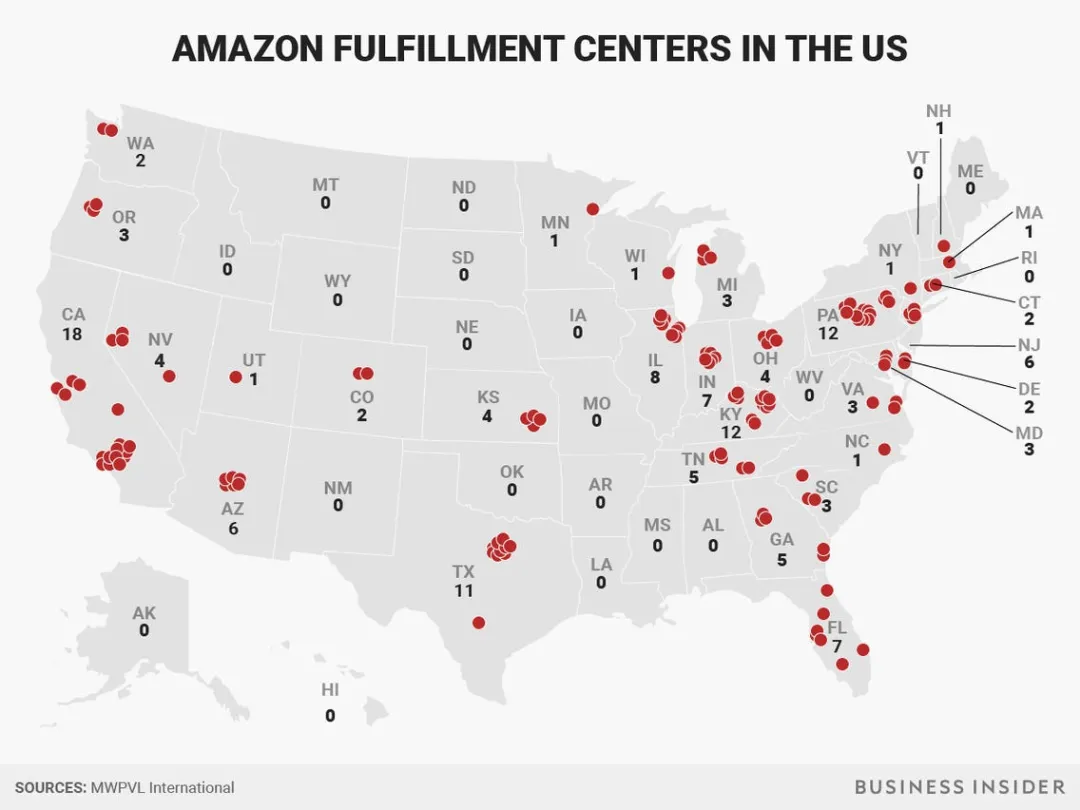 AMAZON FULFILLMENT CENTERS IN THE US
NH
1
VT
0
ME
0
WA
2
MT
0
ND
0
MN
1
OR
3
MA
1
ID
0
SD
0
WI
1
NY
1
RI
0
WY
0
MI
3
CT
2
CA
18
NV
4
NE
0
IA
0
PA
12
NJ
6
UT
1
CO
2
KS
4
MO
0
IL
8
IN
7
OH
4
WV
0
VA
3
DE
2
KY
12
MD
3
NC
1
TN
5
AZ
6
NM
0
OK
0
AR
0
SC
3
MS
0
AL
0
GA
5
TX
11
LA
0
AK
0
FL
7
HI
0
SOURCES: MWPVL International
BUSINESS INSIDER